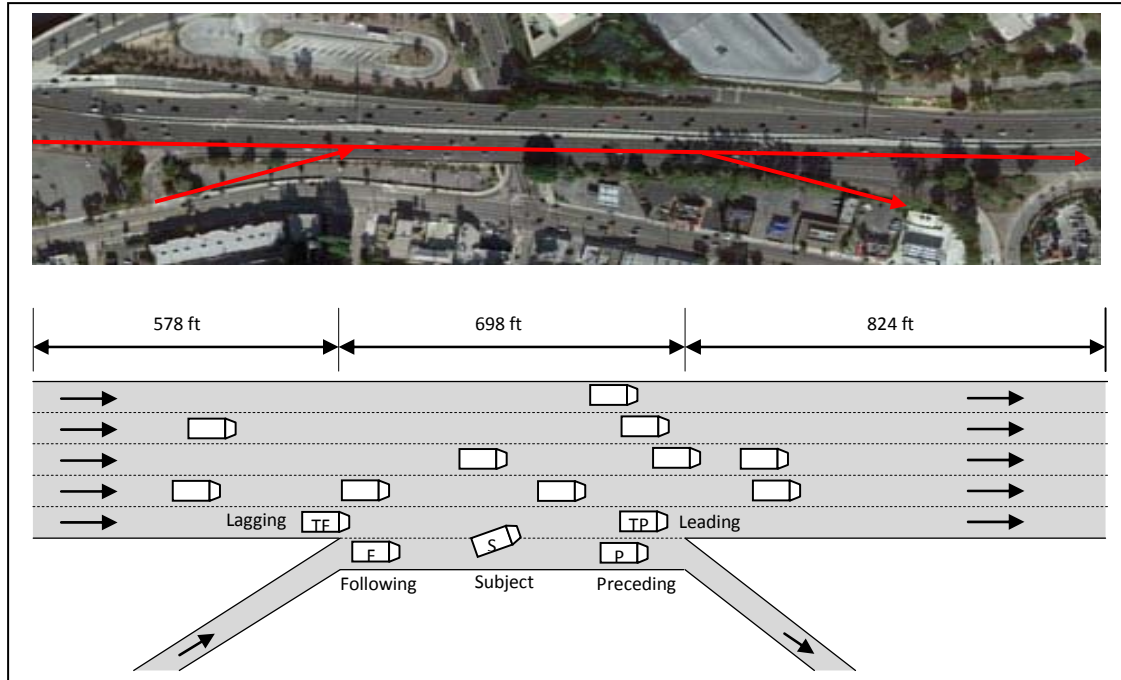 578 ft 698 ft 824 ft
Lagging TF TP Leading
F S P
Following Subject Preceding